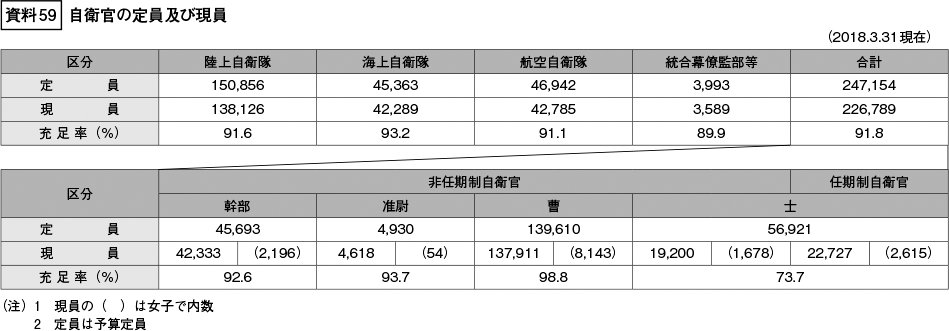 資料59 自衛官の定員及び現員
(2018.3.31現在)
区分 陸上自衛隊 海上自衛隊 航空自衛隊 統合幕僚監部等 合計
定員 150,856 45,363 46,942 3,993 247,154
現員 138,126 42,289 42,785 3,589 226,789
充足率(%) 91.6 93.2 91.1 89.9 91.8
区分 非任期制自衛官 任期制自衛官
幹部 准尉 曹 士
定員 45,693 4,930 139,610 56,921
現員 42,333 (2,196) 4,618 (54) 137,911 (8,143) 19,200 (1,678) 22,727 (2,615)
充足率(%) 92.6 93.7 98.8 73.7
(注)1 現員の( )は女子で内数
2 定員は予算定員